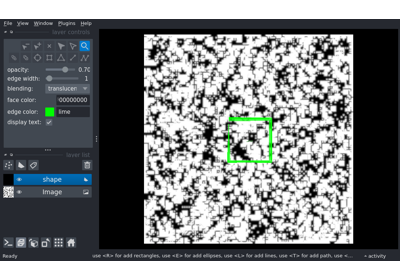 File View Window Plugins Help
layer controls
opacity: 0.70
edge width: 1
blending: translucen
face color: 00000000
edge color: lime
display text:
layer list
shape
Image
Ready use <R> for add rectangles, use <E> for add ellipses, use <L> for add lines, use <T> for add path, use <... activity